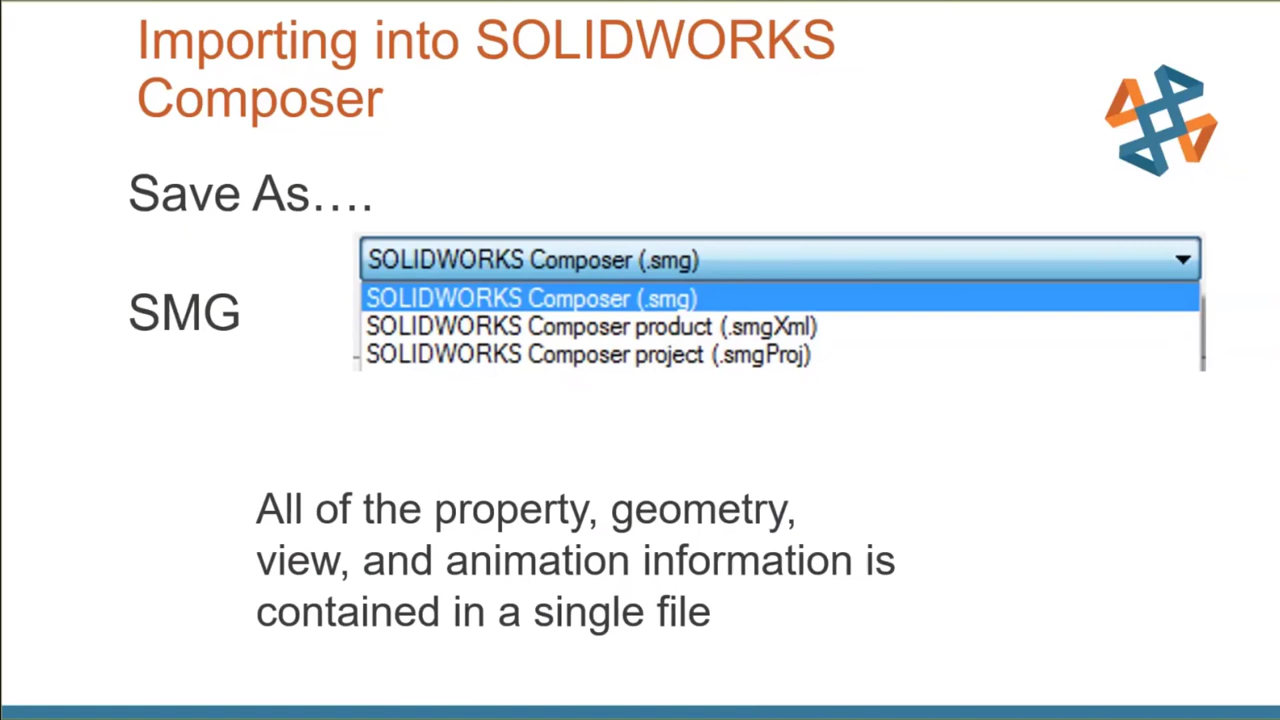 Importing into SOLIDWORKS
Composer
Save As….
SOLIDWORKS Composer (.smg)
SOLIDWORKS Composer (.smg)
SMG
SOLIDWORKS Composer product (.smgXml)
SOLIDWORKS Composer project (.smgProj)
All of the property, geometry,
view, and animation information is
contained in a single file